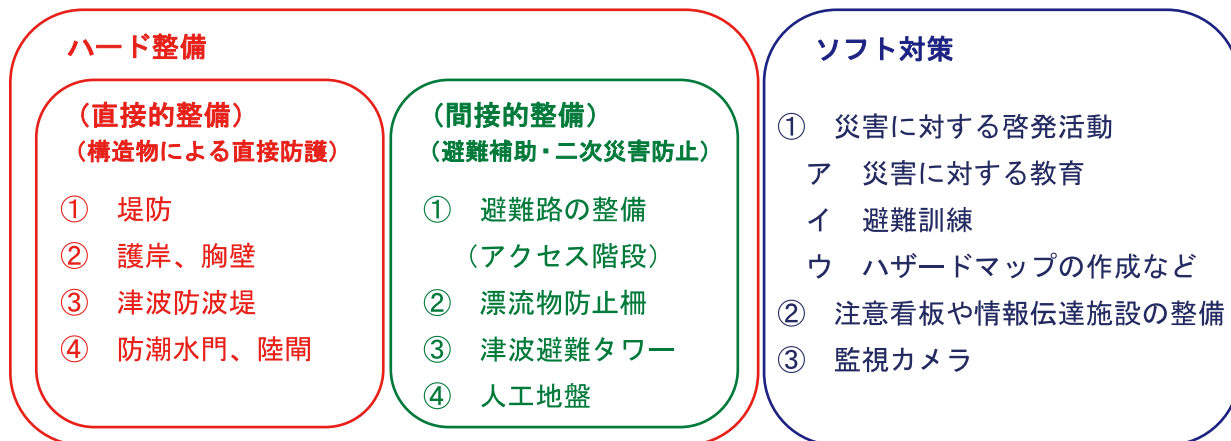 ハード整備
(直接的整備)
(構造物による直接防護)
① 堤防
② 護岸、胸壁
③ 津波防波堤
④ 防潮水門、陸閘
(間接的整備)
(避難補助・二次災害防止)
① 避難路の整備
(アクセス階段)
② 漂流物防止柵
③ 津波避難タワー
④ 人工地盤
ソフト対策
① 災害に対する啓発活動
ア 災害に対する教育
イ 避難訓練
ウ ハザードマップの作成など
② 注意看板や情報伝達施設の整備
③ 監視カメラ